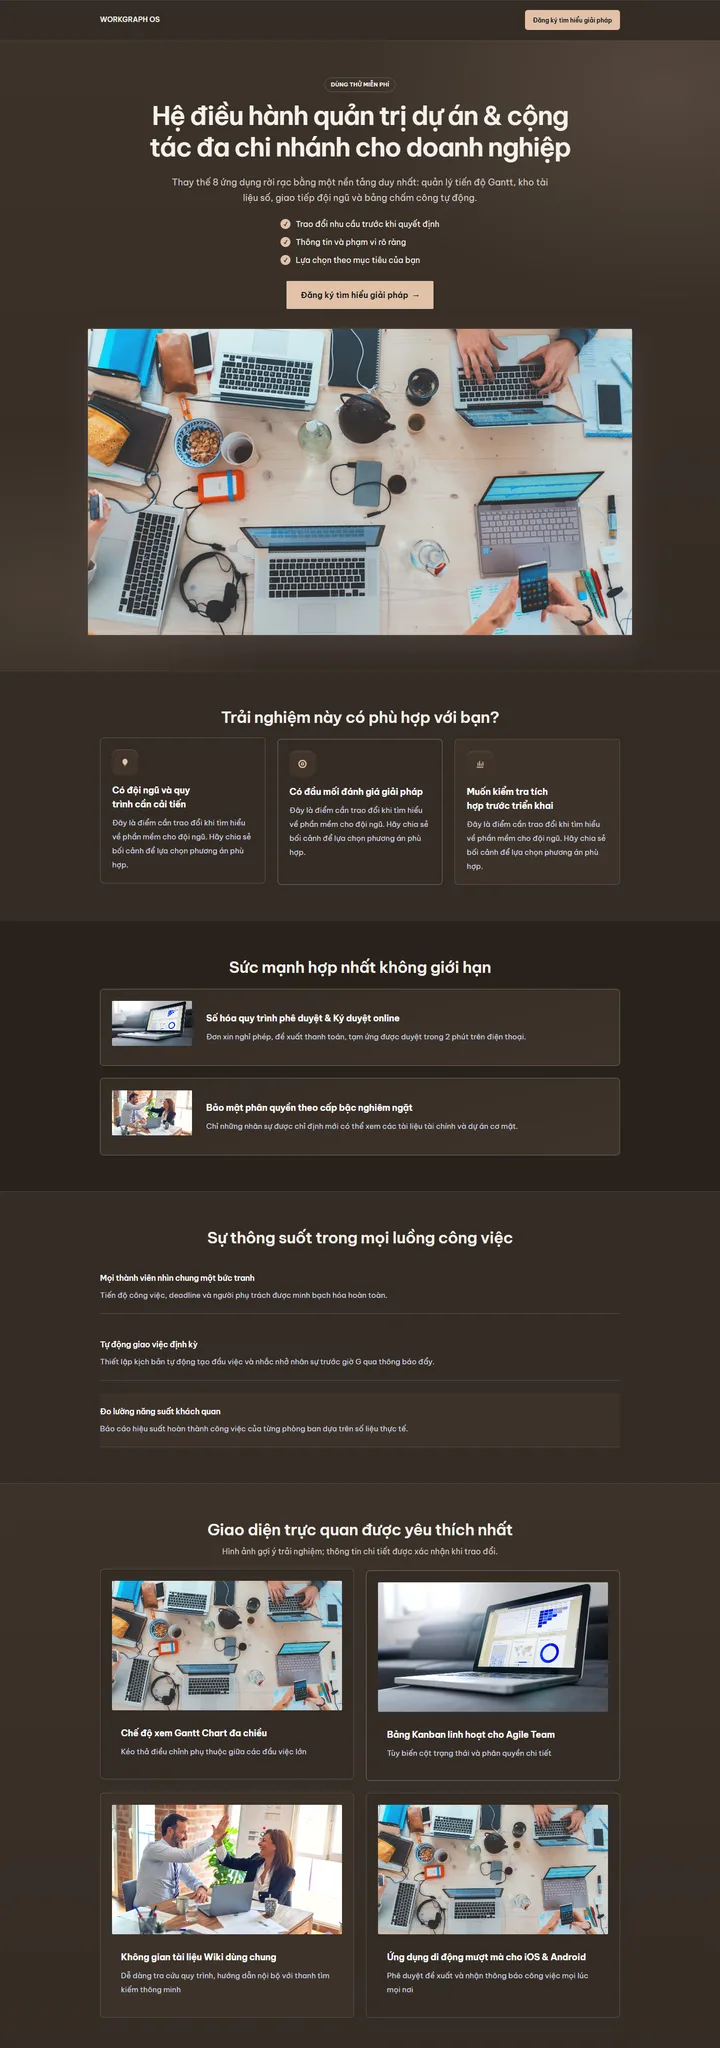 WORKGRAPH OS
Đăng ký tìm hiểu giải pháp
DÙNG THỬ MIỄN PHÍ
Hệ điều hành quản trị dự án & cộng
tác đa chi nhánh cho doanh nghiệp
Thay thế 8 ứng dụng rời rạc bằng một nền tảng duy nhất: quản lý tiến độ Gantt, kho tài
liệu số, giao tiếp đội ngũ và bảng chấm công tự động.
Trao đổi nhu cầu trước khi quyết định
Thông tin và phạm vi rõ ràng
Lựa chọn theo mục tiêu của bạn
Đăng ký tìm hiểu giải pháp →
Trải nghiệm này có phù hợp với bạn?
Có đội ngũ và quy
trình cần cải tiến
Đây là điểm cần trao đổi khi tìm hiểu
về phần mềm cho đội ngũ. Hãy chia sẻ
bối cảnh để lựa chọn phương án phù
hợp.
Có đầu mối đánh giá giải pháp
Đây là điểm cần trao đổi khi tìm hiểu
về phần mềm cho đội ngũ. Hãy chia sẻ
bối cảnh để lựa chọn phương án phù
hợp.
Muốn kiểm tra tích
hợp trước triển khai
Đây là điểm cần trao đổi khi tìm hiểu
về phần mềm cho đội ngũ. Hãy chia sẻ
bối cảnh để lựa chọn phương án phù
hợp.
Sức mạnh hợp nhất không giới hạn
Số hóa quy trình phê duyệt & Ký duyệt online
Đơn xin nghỉ phép, đề xuất thanh toán, tạm ứng được duyệt trong 2 phút trên điện thoại.
Bảo mật phân quyền theo cấp bậc nghiêm ngặt
Chỉ những nhân sự được chỉ định mới có thể xem các tài liệu tài chính và dự án cơ mật.
Sự thông suốt trong mọi luồng công việc
Mọi thành viên nhìn chung một bức tranh
Tiến độ công việc, deadline và người phụ trách được minh bạch hóa hoàn toàn.
Tự động giao việc định kỳ
Thiết lập kịch bản tự động tạo đầu việc và nhắc nhở nhân sự trước giờ G qua thông báo đẩy.
Đo lường năng suất khách quan
Báo cáo hiệu suất hoàn thành công việc của từng phòng ban dựa trên số liệu thực tế.
Giao diện trực quan được yêu thích nhất
Hình ảnh gợi ý trải nghiệm; thông tin chi tiết được xác nhận khi trao đổi.
Chế độ xem Gantt Chart đa chiều
Kéo thả điều chỉnh phụ thuộc giữa các đầu việc lớn
Bảng Kanban linh hoạt cho Agile Team
Tùy biến cột trạng thái và phân quyền chi tiết
Không gian tài liệu Wiki dùng chung
Dễ dàng tra cứu quy trình, hướng dẫn nội bộ với thanh tìm
kiếm thông minh
Ứng dụng di động mượt mà cho iOS & Android
Phê duyệt đề xuất và nhận thông báo công việc mọi lúc
mọi nơi